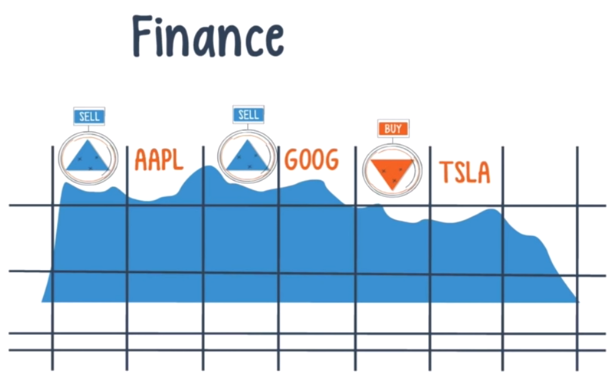 Finance
SELL
SELL
BUY
AAPL
GOOG
TSLA